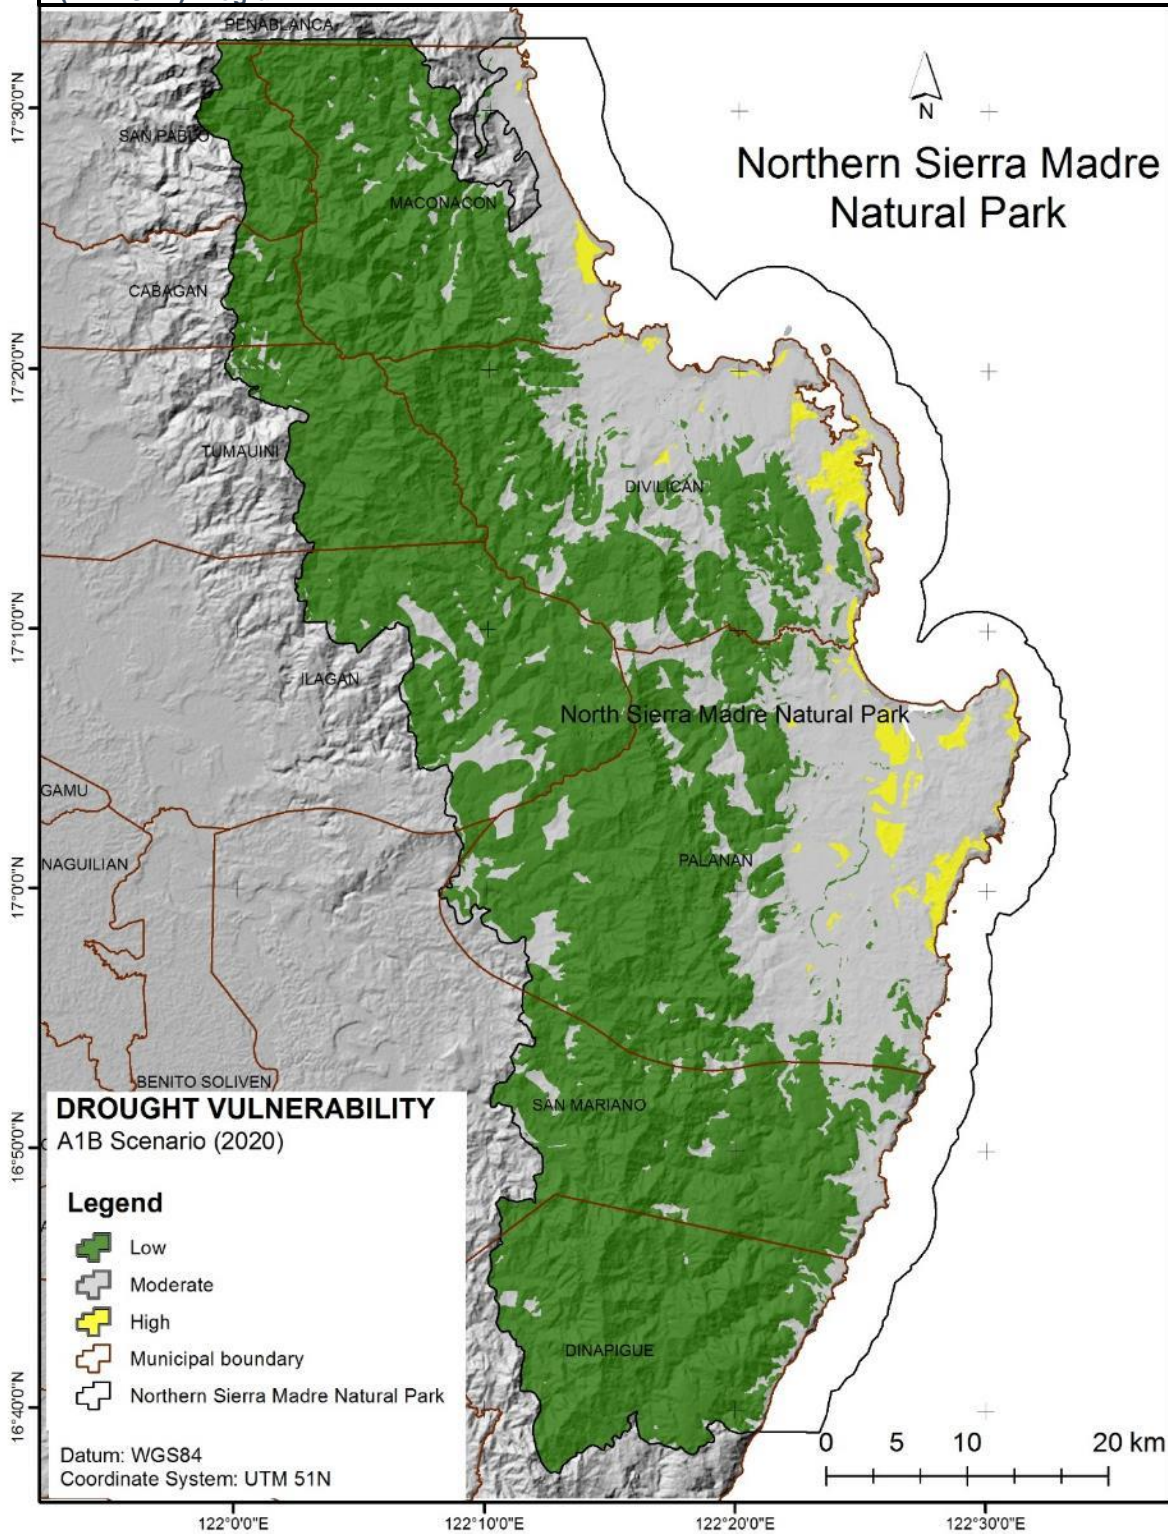 PENABLANCA
N
Northern Sierra Madre
Natural Park
17°30'0"N
SAN PABLO
MACONACON
CABAGAN
17°20'0"N
TUMAUINI
DIVILICAN
17°10'0"N
ILAGAN
North Sierra Madre Natural Park
GAMU
NAGUILIAN
PALANAN
17°0'0"N
BENITO SOLIVEN
SAN MARIANO
DROUGHT VULNERABILITY
A1B Scenario (2020)
16°50'0"N
Legend
Low
Moderate
High
Municipal boundary
Northern Sierra Madre Natural Park
DINAPIGUE
16°40'0"N
Datum: WGS84
Coordinate System: UTM 51N
0 5 10 20 km
122°0'0"E 122°10'0"E 122°20'0"E 122°30'0"E